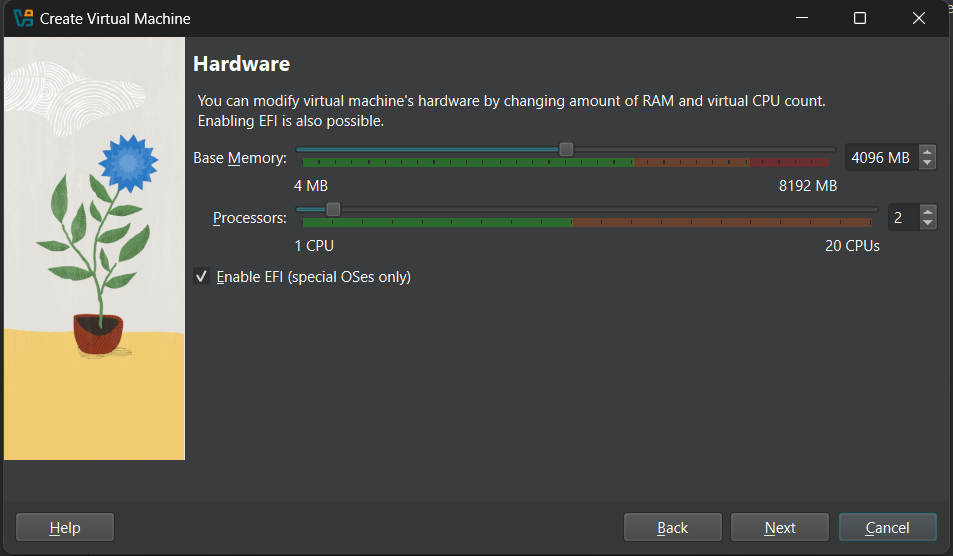 Create Virtual Machine
Hardware
You can modify virtual machine's hardware by changing amount of RAM and virtual CPU count.
Enabling EFI is also possible.
Base Memory: 4096 MB
4 MB 8192 MB
Processors: 2
1 CPU 20 CPUs
Enable EFI (special OSes only)
Help Back Next Cancel